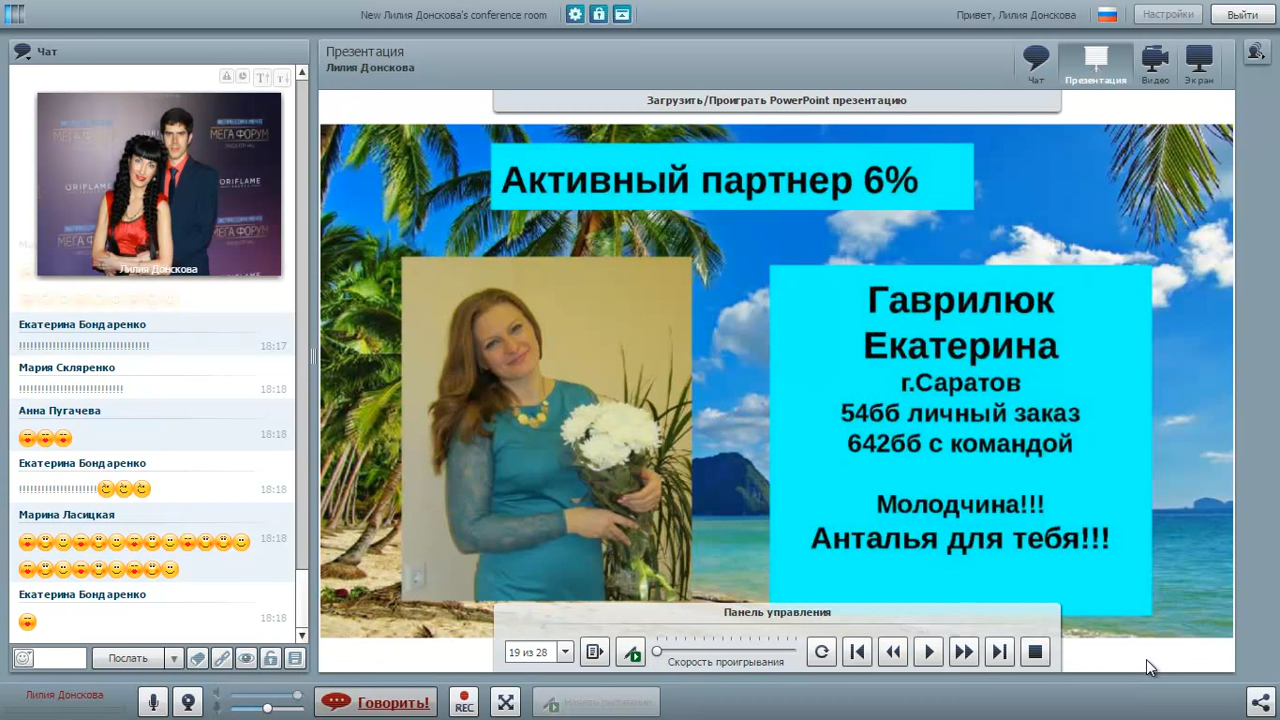 New Лилия Донскова's conference room
Привет, Лилия Донскова
Настройки
Выйти
Чат
Презентация
Лилия Донскова
Чат
Презентация
Видео
Экран
Загрузить/Проиграть PowerPoint презентацию
МЕГА ФОРУМ
ORIFLAME
МЕГА ФОРУМ
Лилия Донскова
Екатерина Бондаренко
!!!!!!!!!!!!!!!!!!!!!!!!!!!!!!!!!!
18:17
Мария Скляренко
!!!!!!!!!!!!!!!!!!!!!!!!!!!
18:18
Анна Пугачева
18:18
Екатерина Бондаренко
!!!!!!!!!!!!!!!!!!!!
18:18
Марина Ласицкая
18:18
Екатерина Бондаренко
18:18
Послать
Активный партнер 6%
Гаврилюк
Екатерина
г.Саратов
54бб личный заказ
642бб с командой
Молодчина!!!
Анталья для тебя!!!
Панель управления
19 из 28
Скорость проигрывания
Лилия Донскова
Говорить!
REC